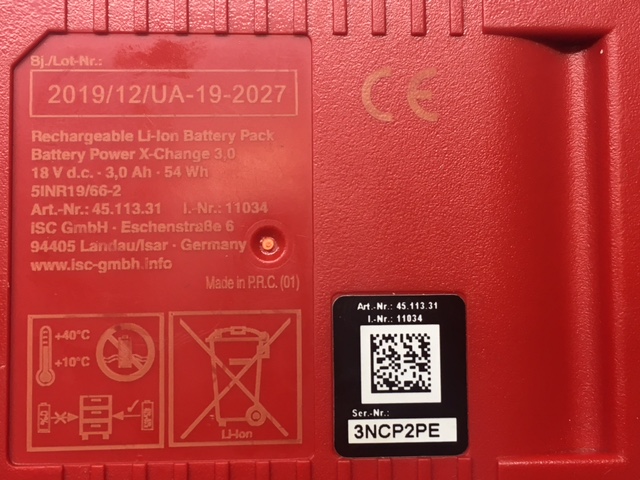 Bj./Lot-Nr.:
2019/12/UA-19-2027
Rechargeable Li-Ion Battery Pack
Battery Power X-Change 3,0
18 V d.c. · 3,0 Ah · 54 Wh
5INR19/66-2
Art.-Nr.: 45.113.31 I.-Nr.: 11034
ISC GmbH · Eschenstraße 6
94405 Landau/Isar · Germany
www.isc-gmbh.info
Made in P.R.C. (01)
CE
+40°C
+10°C
Li-Ion
Art.-Nr.: 45.113.31
I.-Nr.: 11034
Ser.-Nr.:
3NCP2PE